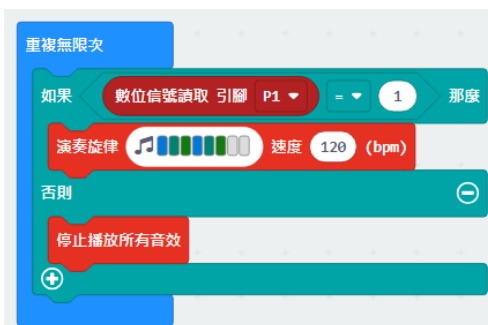 重複無限次
如果 數位信號讀取 引腳 P1 = 1 那麼
演奏旋律 速度 120 (bpm)
否則
停止播放所有音效